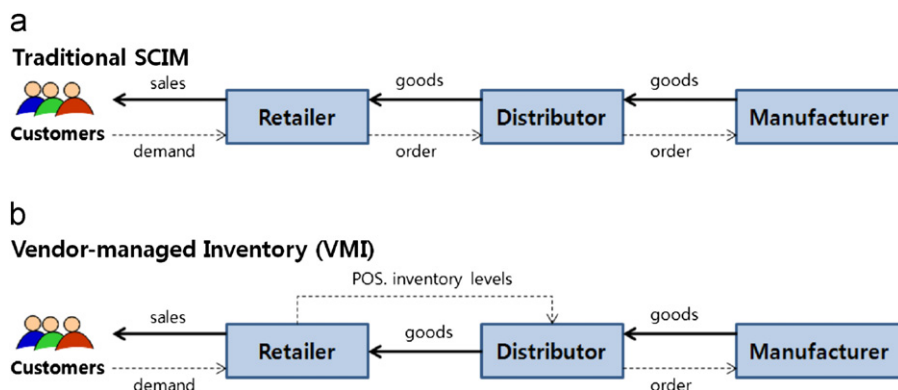 a
Traditional SCIM
sales
goods
goods
Retailer
Distributor
Manufacturer
Customers
demand
order
order
b
Vendor-managed Inventory (VMI)
POS. inventory levels
sales
goods
goods
Retailer
Distributor
Manufacturer
Customers
demand
order